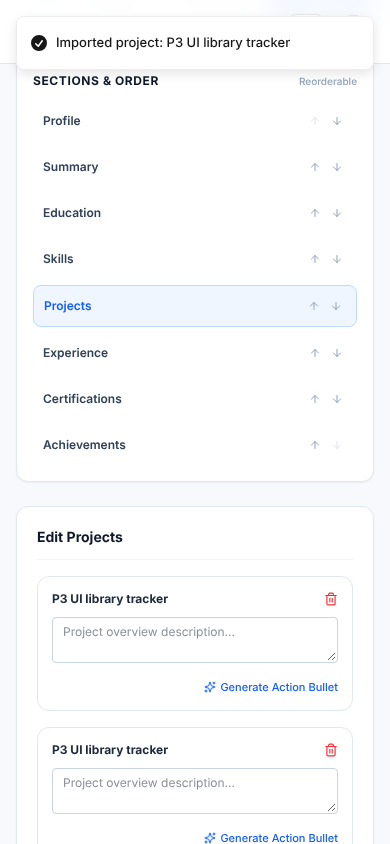 Imported project: P3 UI library tracker
SECTIONS & ORDER Reorderable
Profile
Summary
Education
Skills
Projects
Experience
Certifications
Achievements
Edit Projects
P3 UI library tracker
Project overview description...
Generate Action Bullet
P3 UI library tracker
Project overview description...
Generate Action Bullet